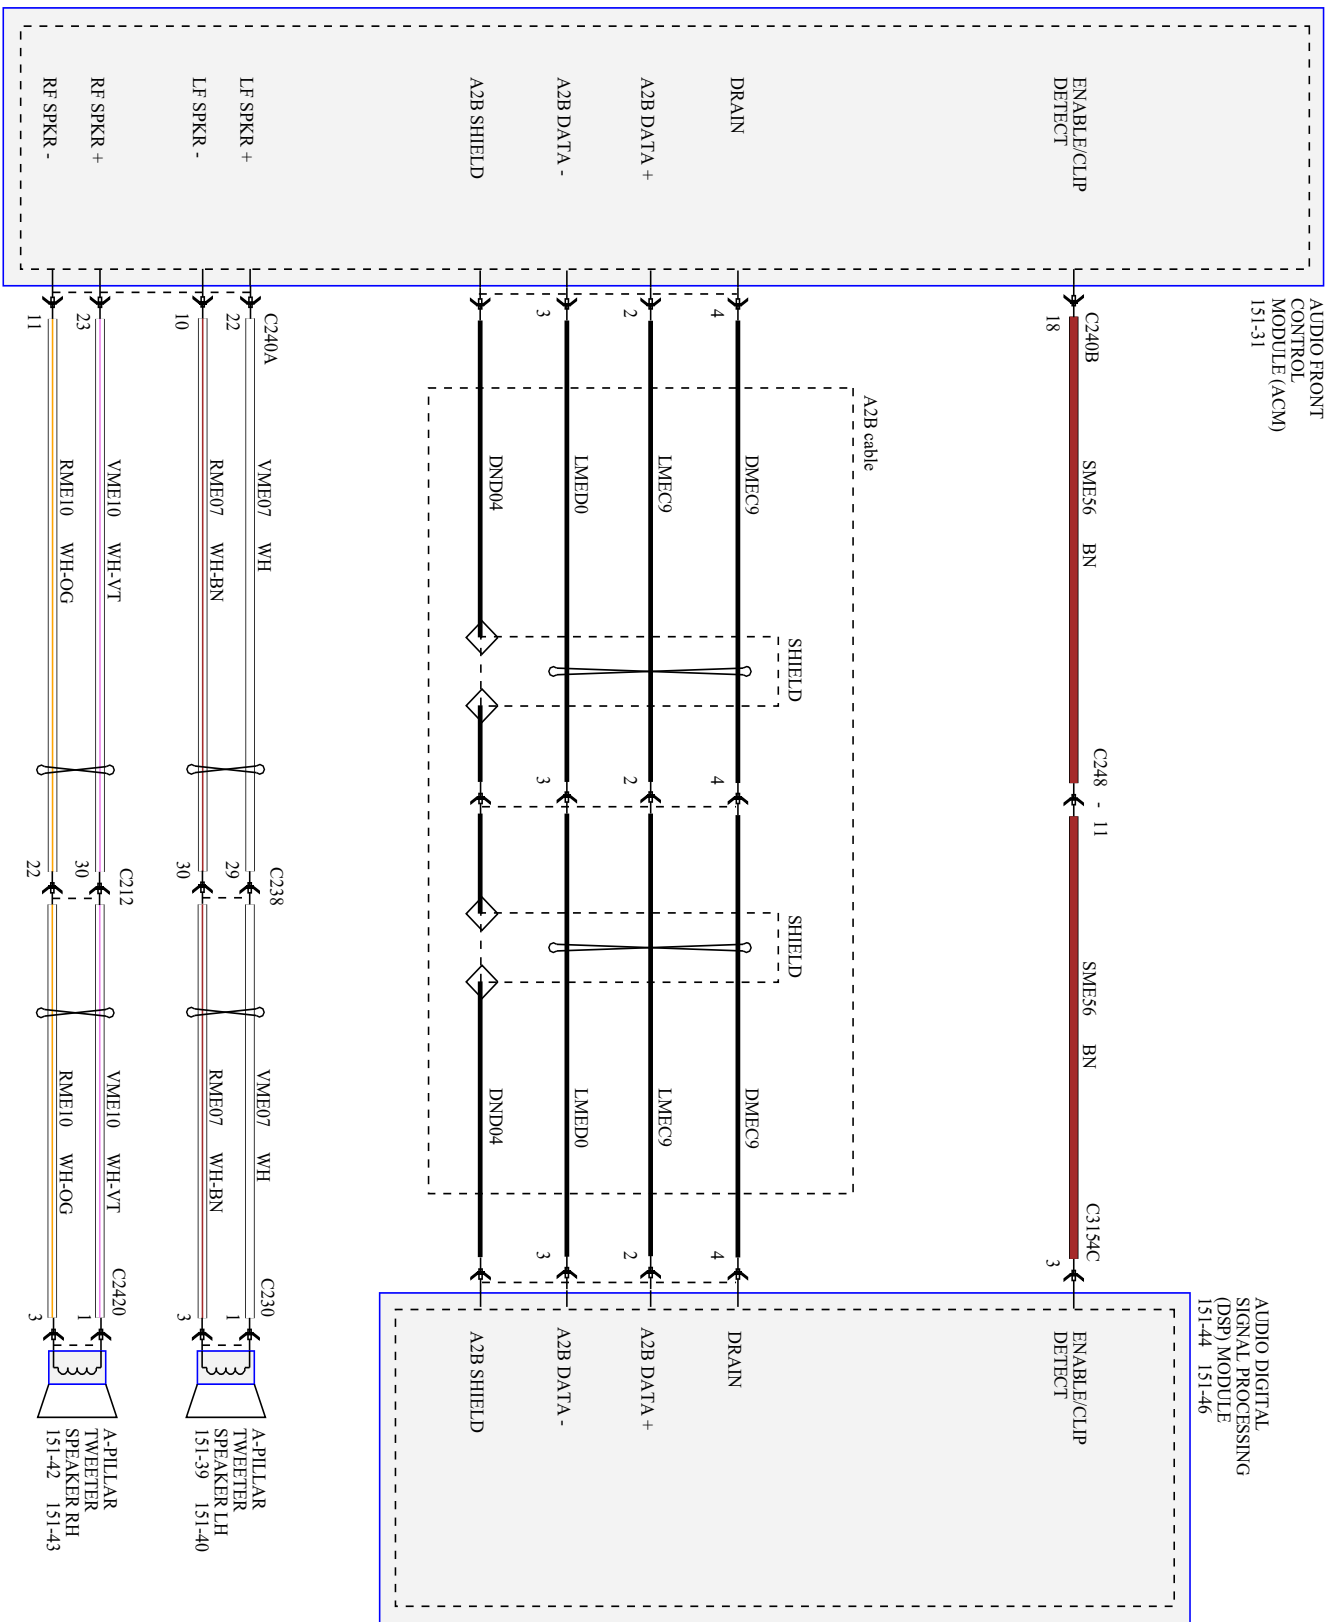 AUDIO FRONT
CONTROL
MODULE (ACM)
151-31
ENABLE/CLIP
DETECT
18
C240B
SME56 BN
C248 - 11
SME56 BN
C3154C
3
ENABLE/CLIP
DETECT
AUDIO DIGITAL
SIGNAL PROCESSING
(DSP) MODULE
151-44 151-46
A2B cable
DRAIN
4
DMEC9
SHIELD
4
SHIELD
DMEC9
4
DRAIN
A2B DATA +
2
LMEC9
2
LMEC9
2
A2B DATA +
A2B DATA -
3
LMED0
3
LMED0
3
A2B DATA -
A2B SHIELD
DND04
DND04
A2B SHIELD
LF SPKR +
22
C240A
VME07 WH
29
C238
VME07 WH
C230
1
LF SPKR -
10
RME07 WH-BN
30
RME07 WH-BN
3
A-PILLAR
TWEETER
SPEAKER LH
151-39 151-40
RF SPKR +
23
VME10 WH-VT
30
C212
VME10 WH-VT
C2420
1
RF SPKR -
11
RME10 WH-OG
22
RME10 WH-OG
3
A-PILLAR
TWEETER
SPEAKER RH
151-42 151-43